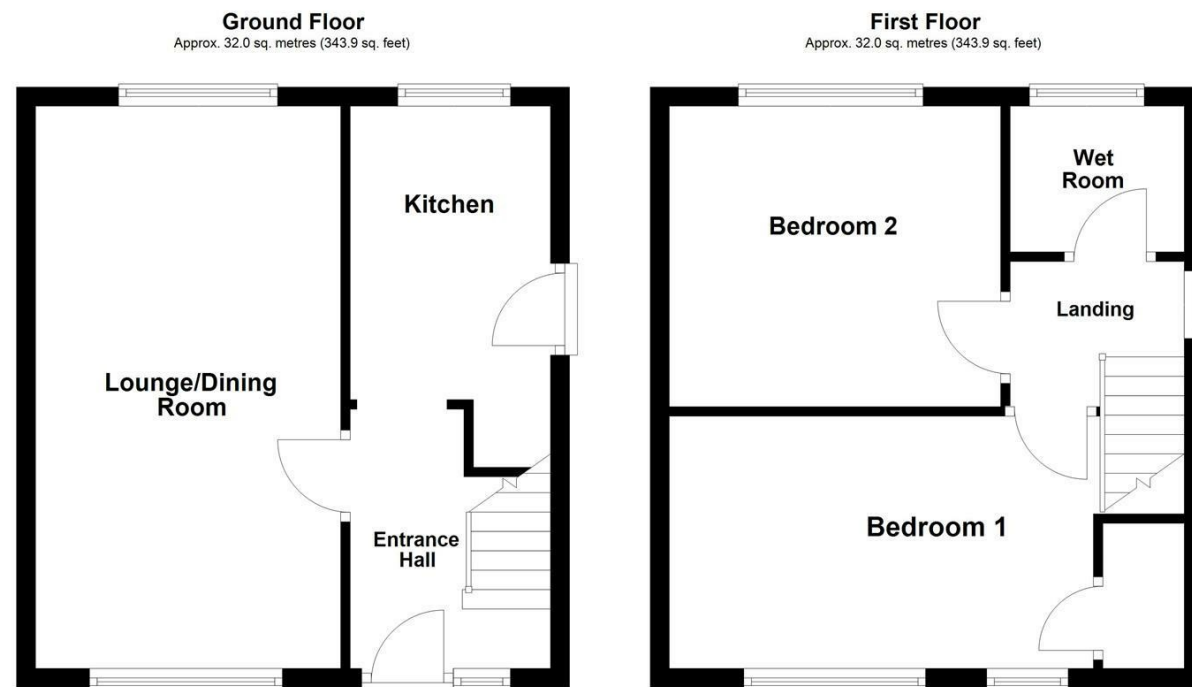 Ground Floor
Approx. 32.0 sq. metres (343.9 sq. feet)
Kitchen
Lounge/Dining
Room
Entrance
Hall
First Floor
Approx. 32.0 sq. metres (343.9 sq. feet)
Wet
Room
Bedroom 2
Landing
Bedroom 1